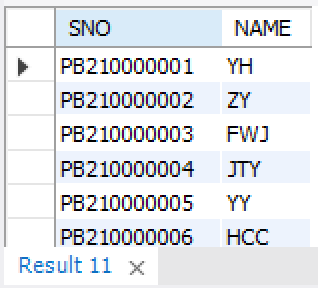 SNO NAME
PB210000001 YH
PB210000002 ZY
PB210000003 FWJ
PB210000004 JTY
PB210000005 YY
PB210000006 HCC
Result 11 ×